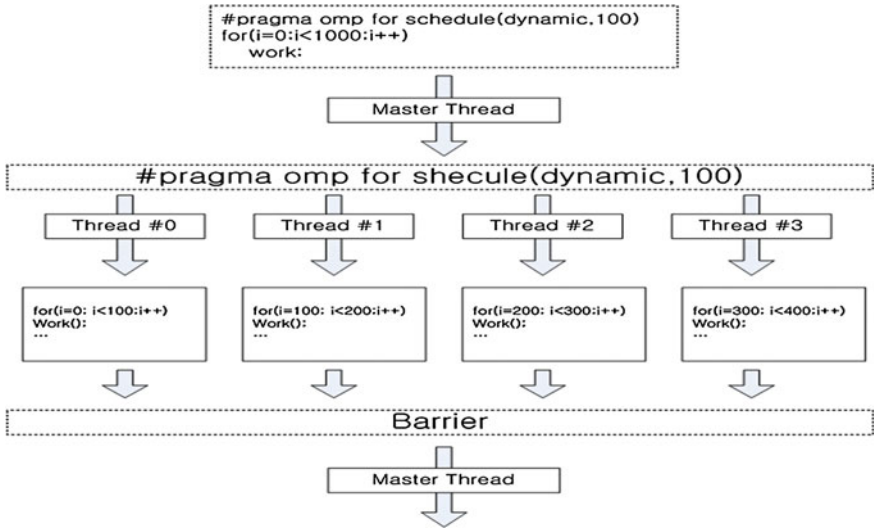 #pragma omp for schedule(dynamic,100)
for(i=0:i<1000:i++)
work:
Master Thread
#pragma omp for shecule(dynamic,100)
Thread #0
Thread #1
Thread #2
Thread #3
for(i=0: i<100:i++)
Work():
...
for(i=100: i<200:i++)
Work():
...
for(i=200: i<300:i++)
Work():
...
for(i=300: i<400:i++)
Work():
...
Barrier
Master Thread